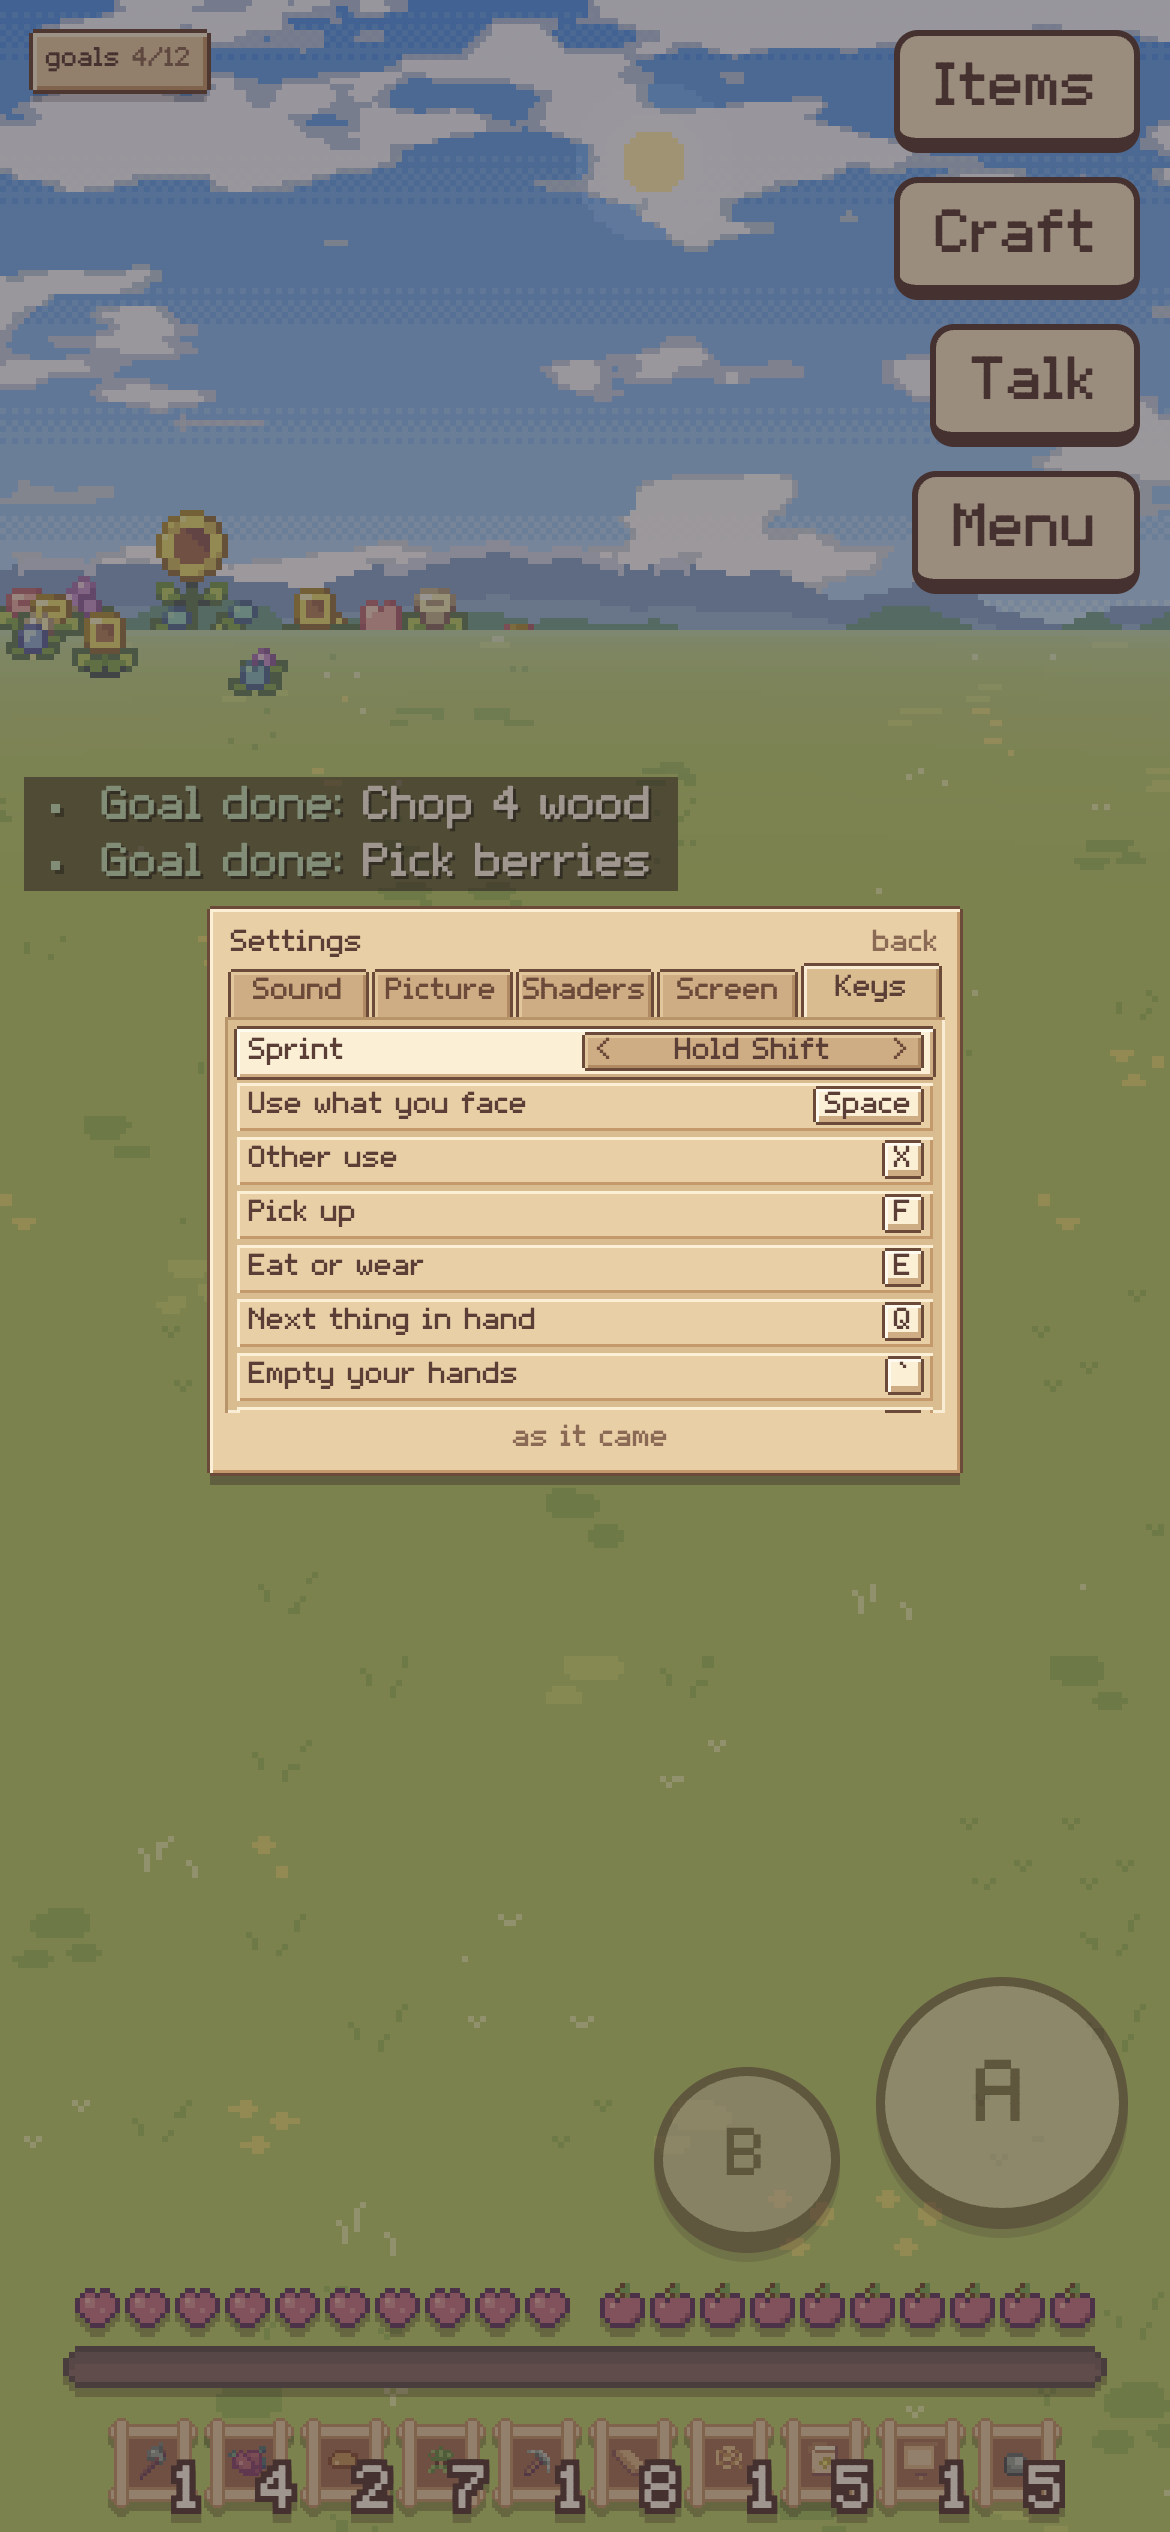 goals 4/12
Items
Craft
Talk
Menu
Goal done: Chop 4 wood
Goal done: Pick berries
Settings back
Sound Picture Shaders Screen Keys
Sprint < Hold Shift >
Use what you face Space
Other use X
Pick up F
Eat or wear E
Next thing in hand Q
Empty your hands `
as it came
A
B
1 4 2 7 1 8 1 5 1 5